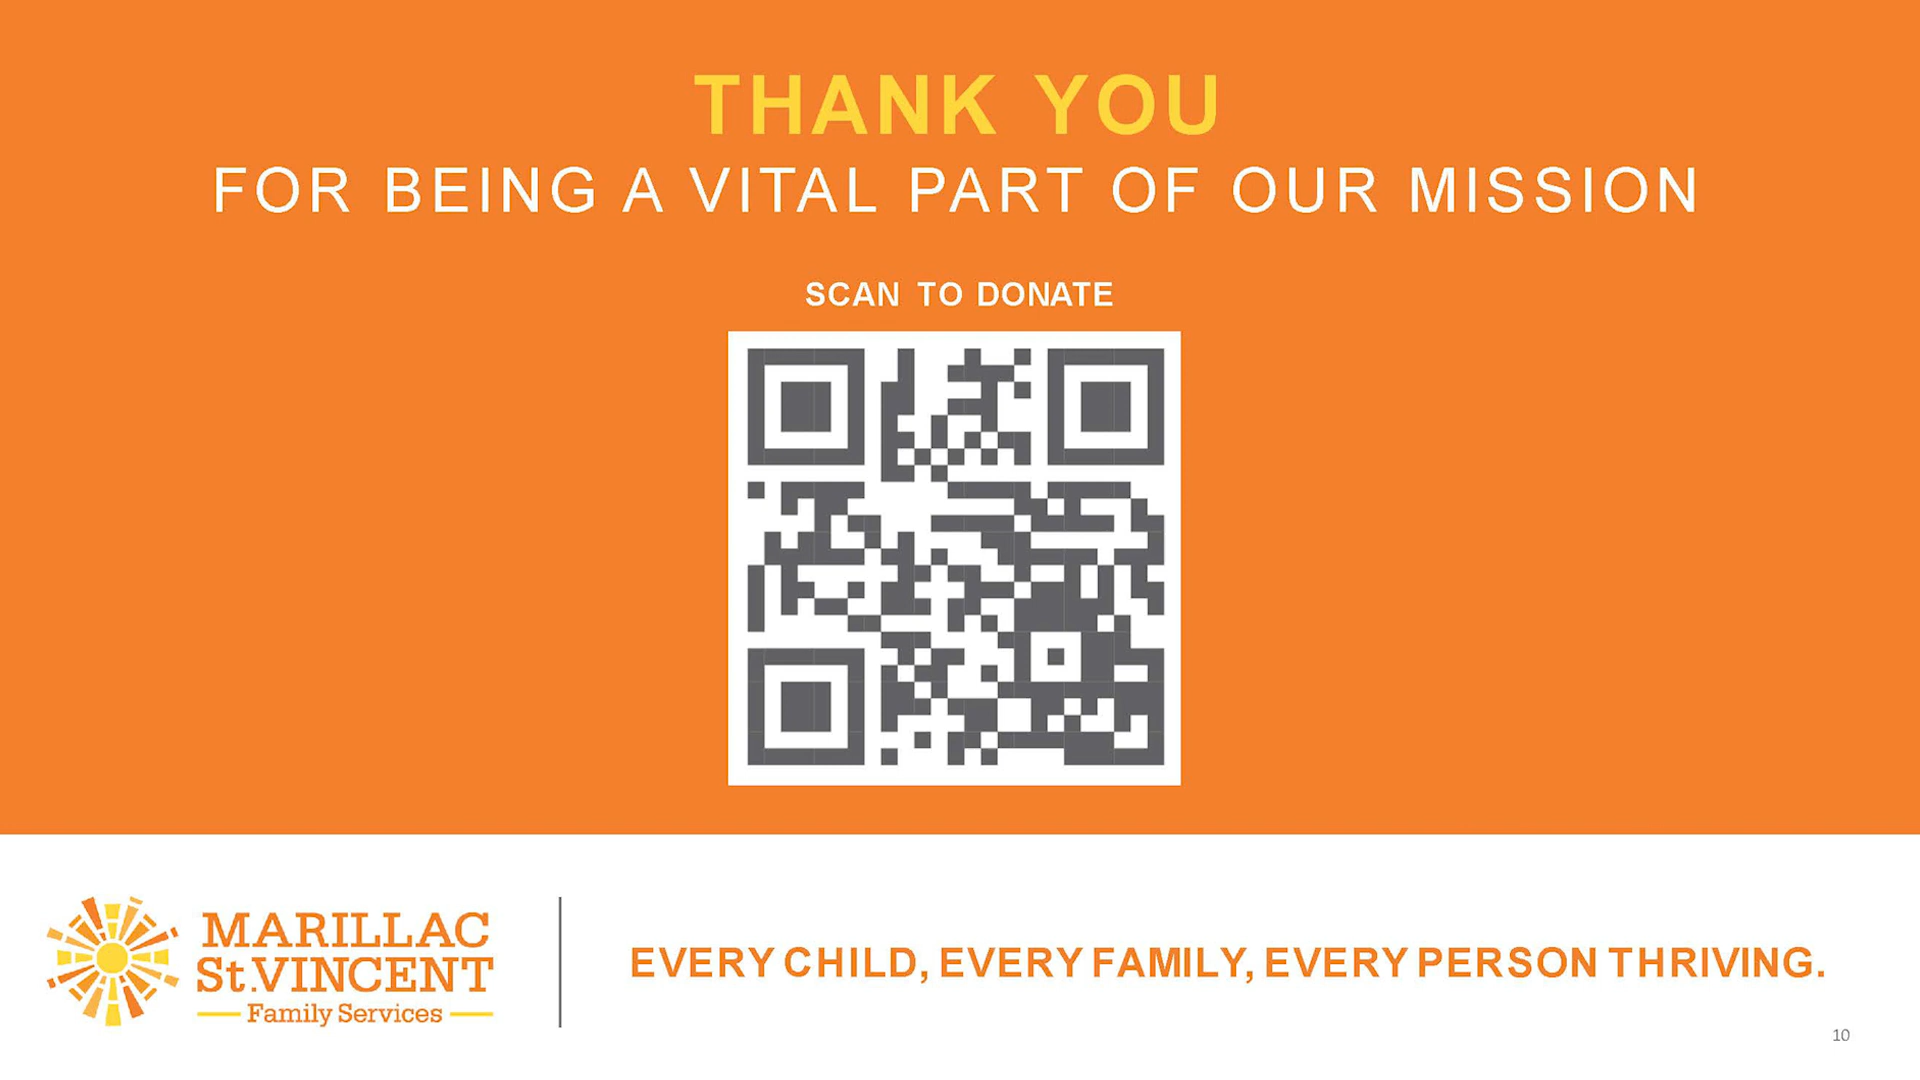 THANK YOU
FOR BEING A VITAL PART OF OUR MISSION
SCAN TO DONATE
MARILLAC
St.VINCENT
Family Services
EVERY CHILD, EVERY FAMILY, EVERY PERSON THRIVING.
10